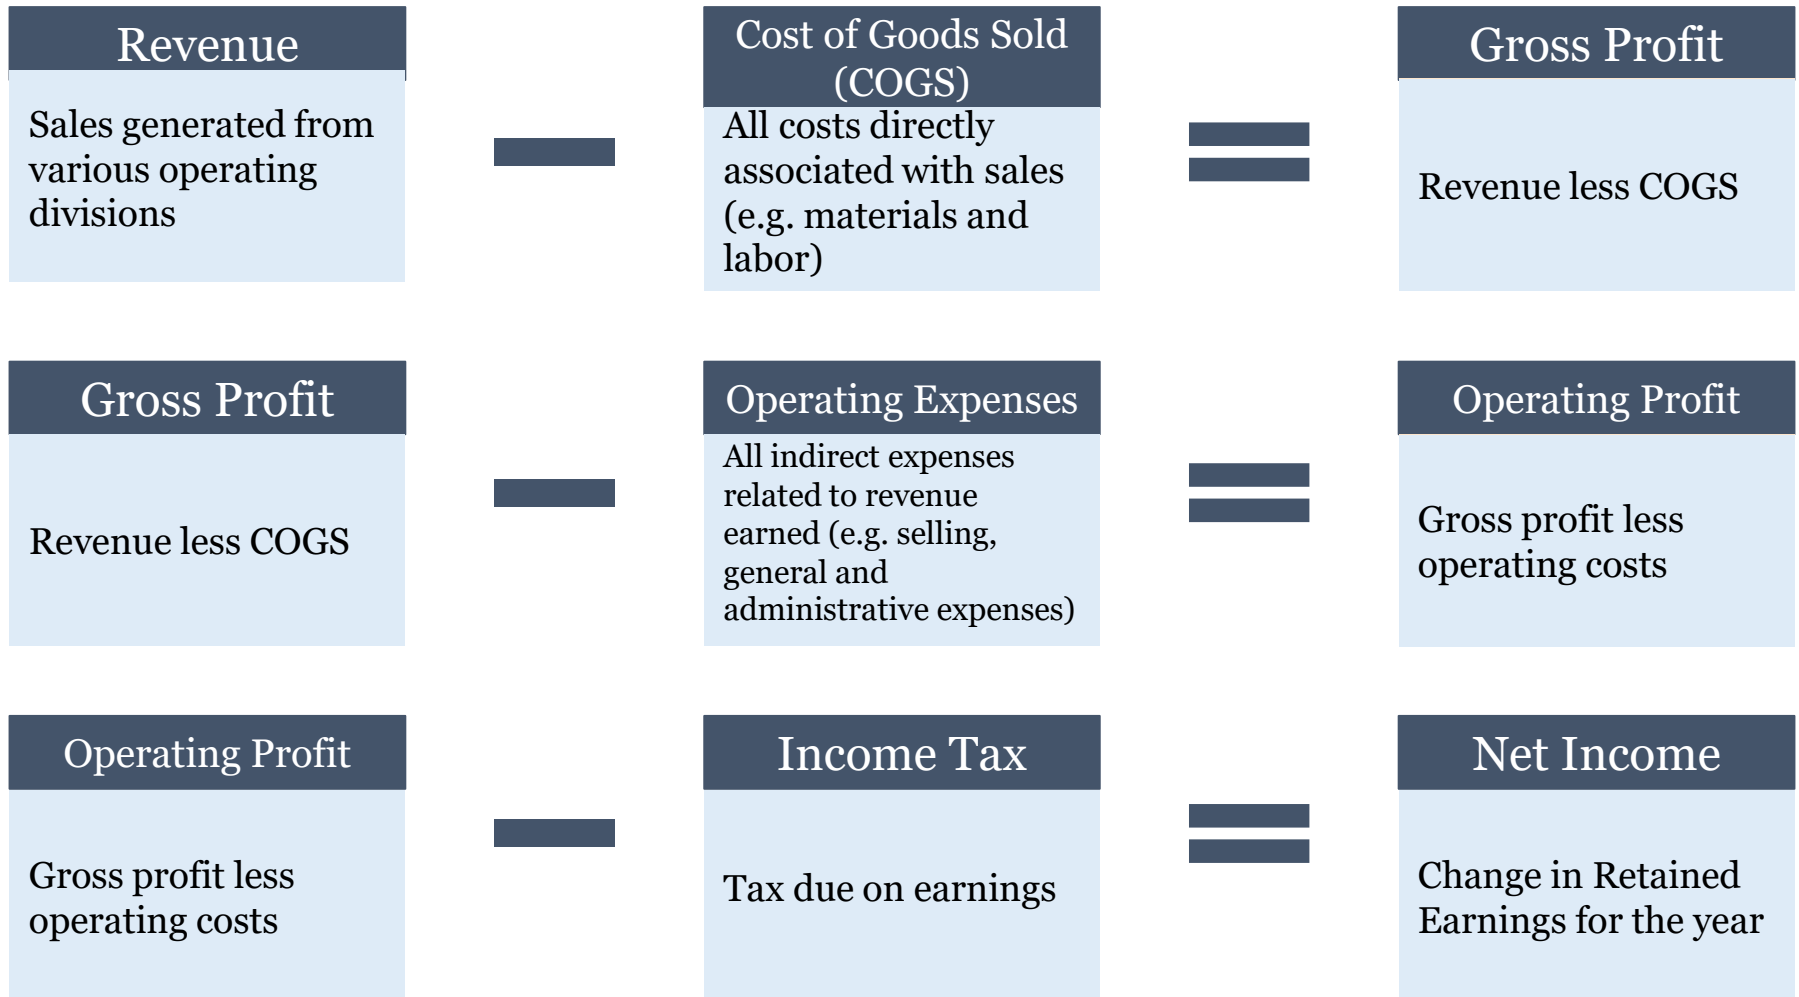 Revenue
Sales generated from
various operating
divisions
Cost of Goods Sold
(COGS)
All costs directly
associated with sales
(e.g. materials and
labor)
Gross Profit
Revenue less COGS
Gross Profit
Revenue less COGS
Operating Expenses
All indirect expenses
related to revenue
earned (e.g. selling,
general and
administrative expenses)
Operating Profit
Gross profit less
operating costs
Operating Profit
Gross profit less
operating costs
Income Tax
Tax due on earnings
Net Income
Change in Retained
Earnings for the year